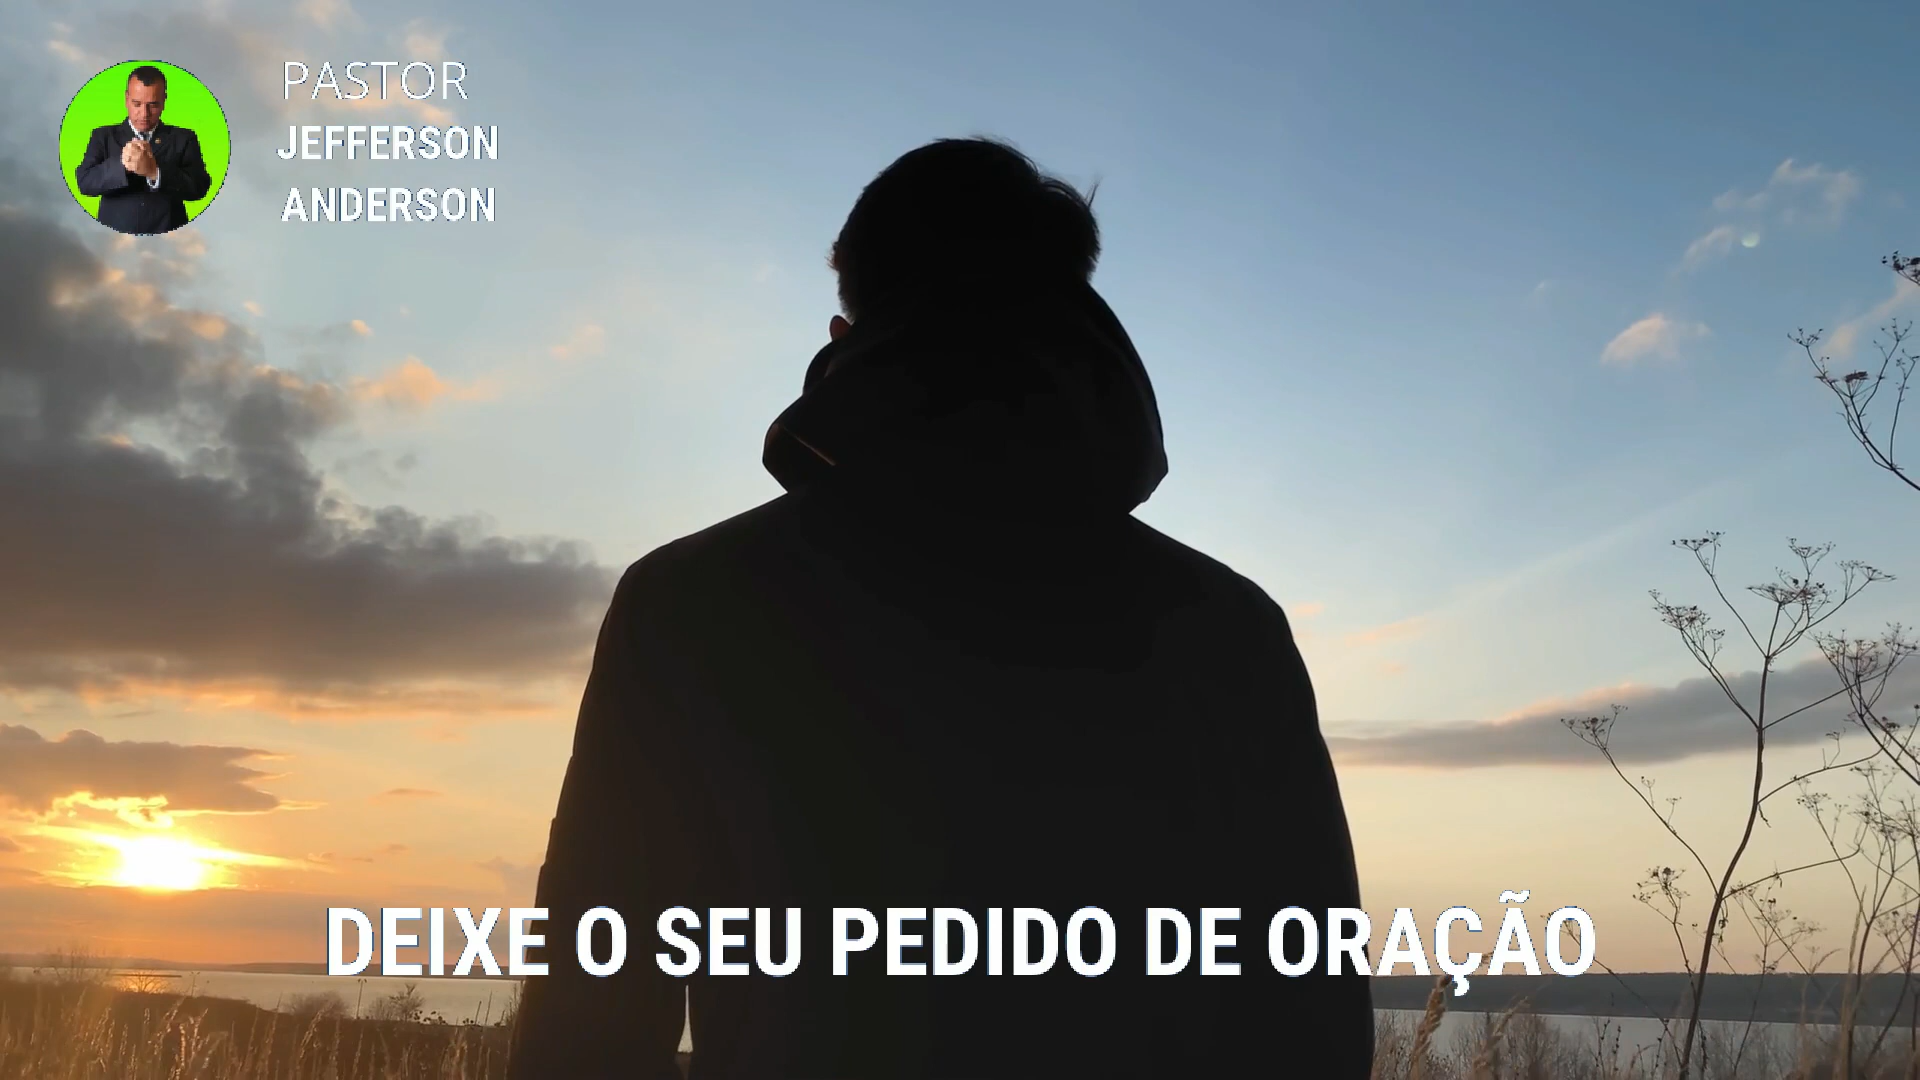 PASTOR
JEFFERSON
ANDERSON
DEIXE O SEU PEDIDO DE ORAÇÃO